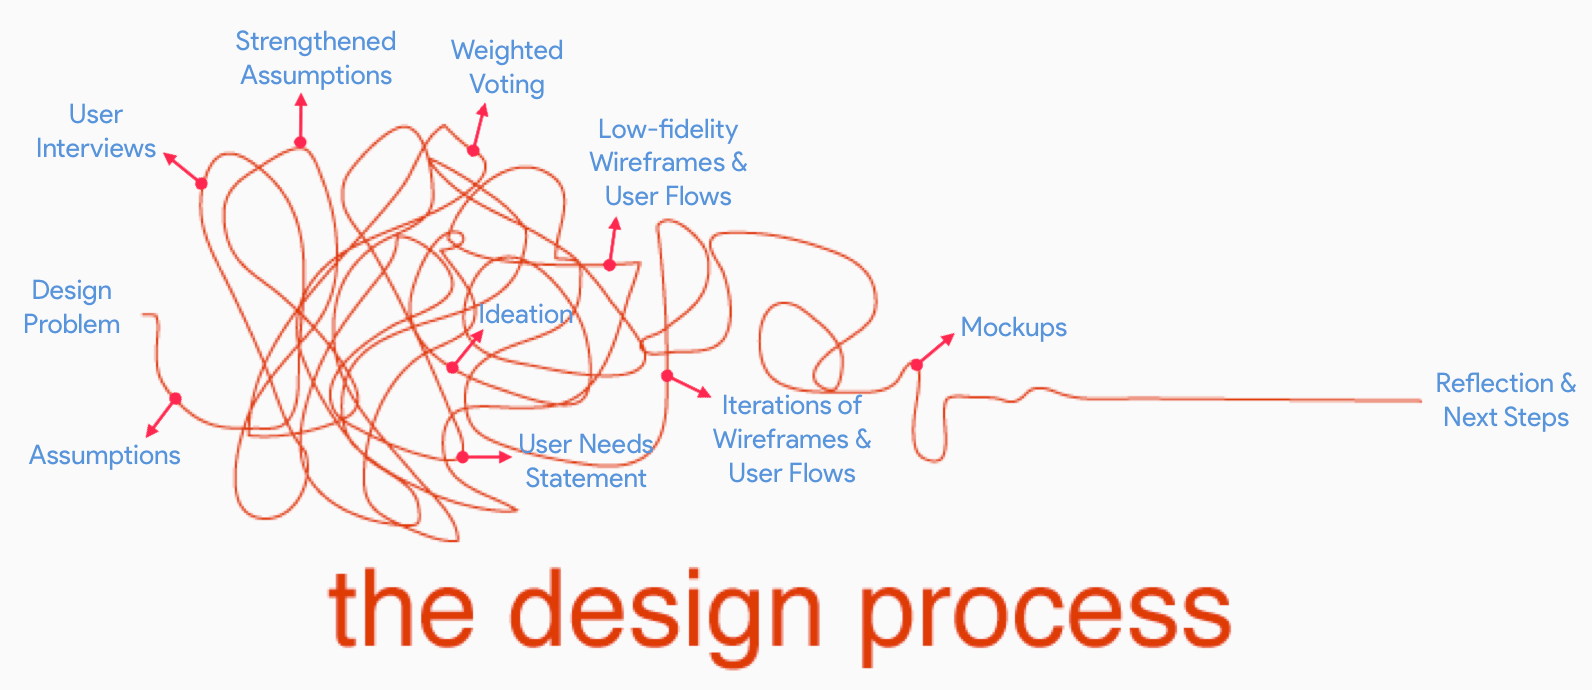 Strengthened
Assumptions
Weighted
Voting
User
Interviews
Low-fidelity
Wireframes &
User Flows
Design
Problem
Ideation
Mockups
Assumptions
User Needs
Statement
Iterations of
Wireframes &
User Flows
Reflection &
Next Steps
the design process